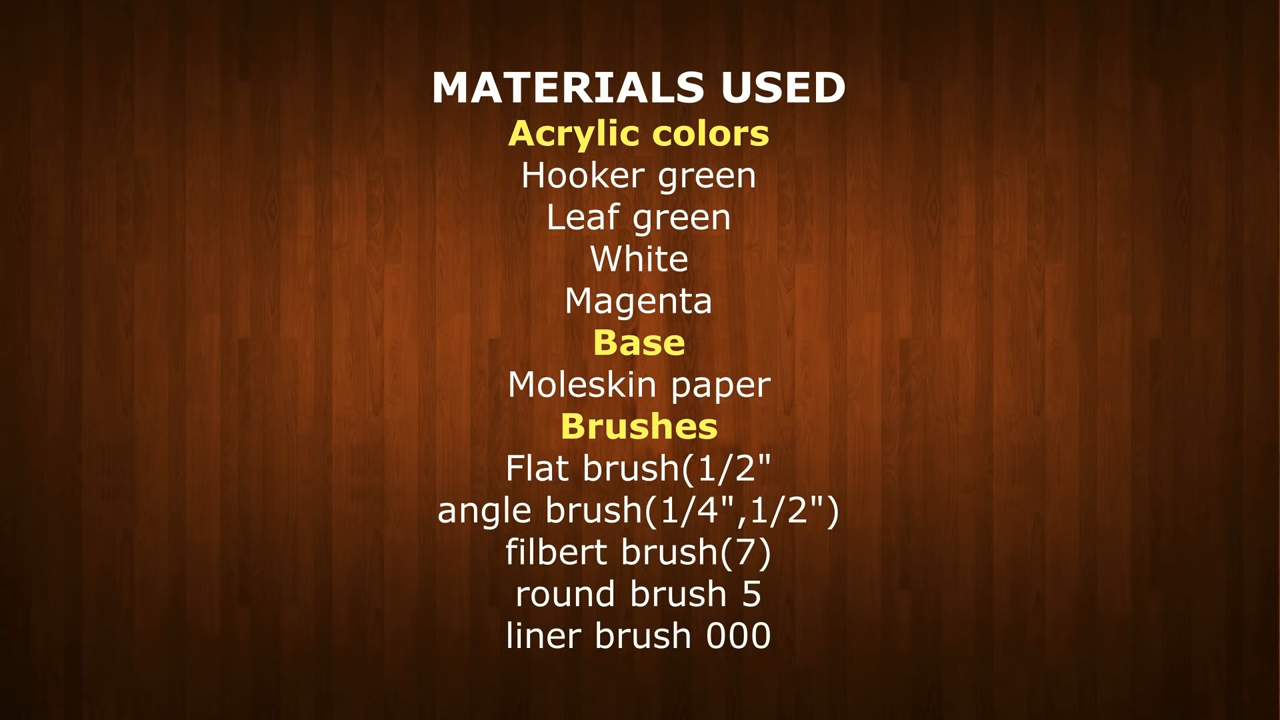 MATERIALS USED
Acrylic colors
Hooker green
Leaf green
White
Magenta
Base
Moleskin paper
Brushes
Flat brush(1/2"
angle brush(1/4",1/2")
filbert brush(7)
round brush 5
liner brush 000